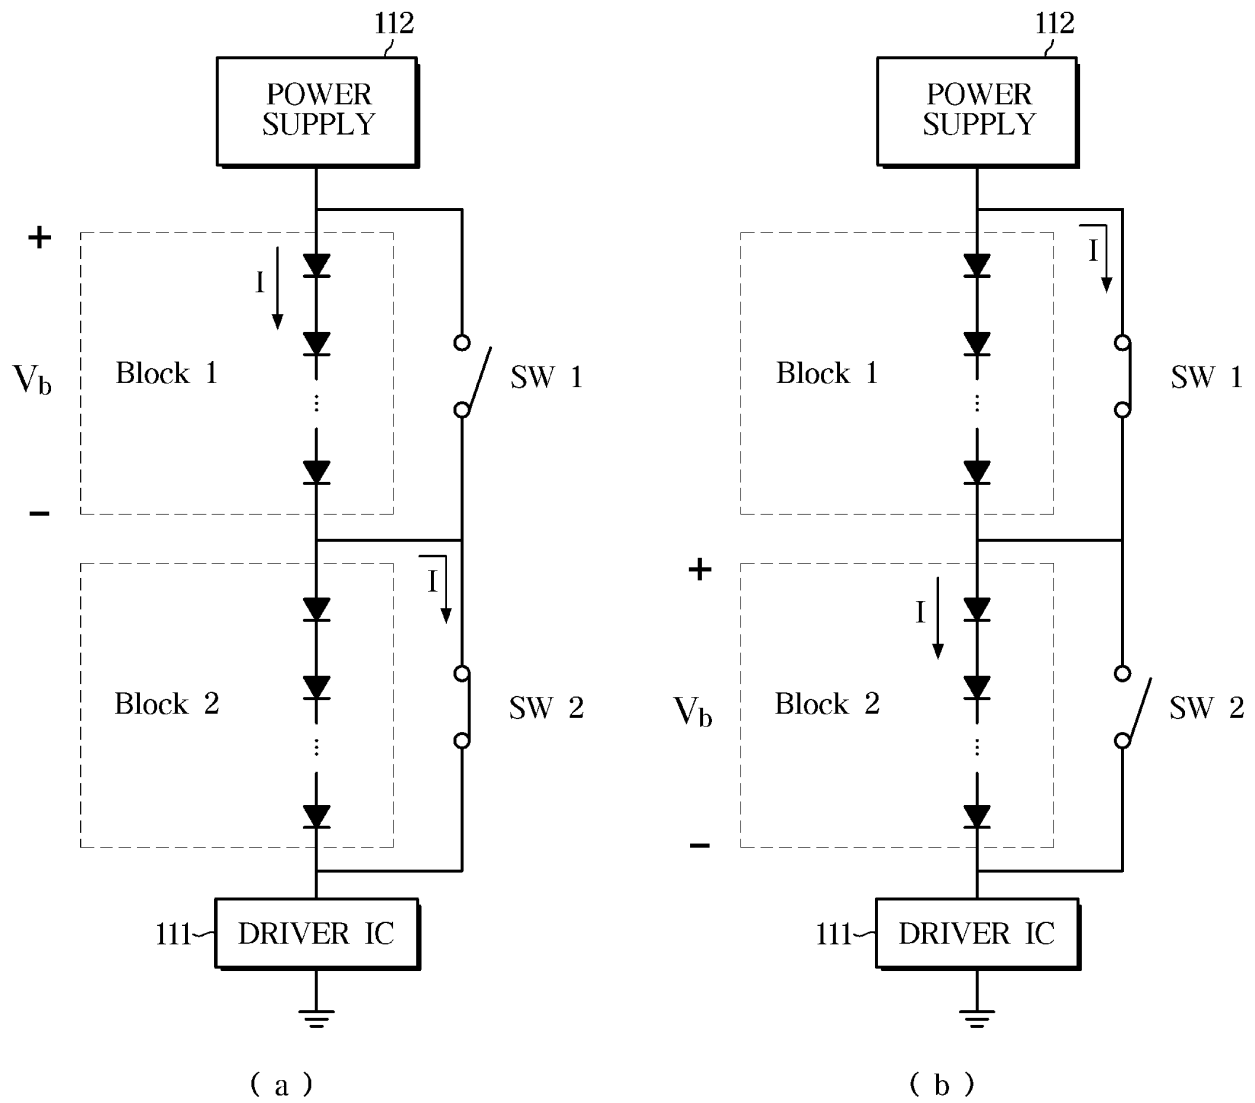 112
POWER
SUPPLY
+
I
Block 1
Vb
SW 1
−
I
Block 2
SW 2
111
DRIVER IC
( a )
112
POWER
SUPPLY
I
Block 1
SW 1
+
I
Block 2
Vb
SW 2
−
111
DRIVER IC
( b )